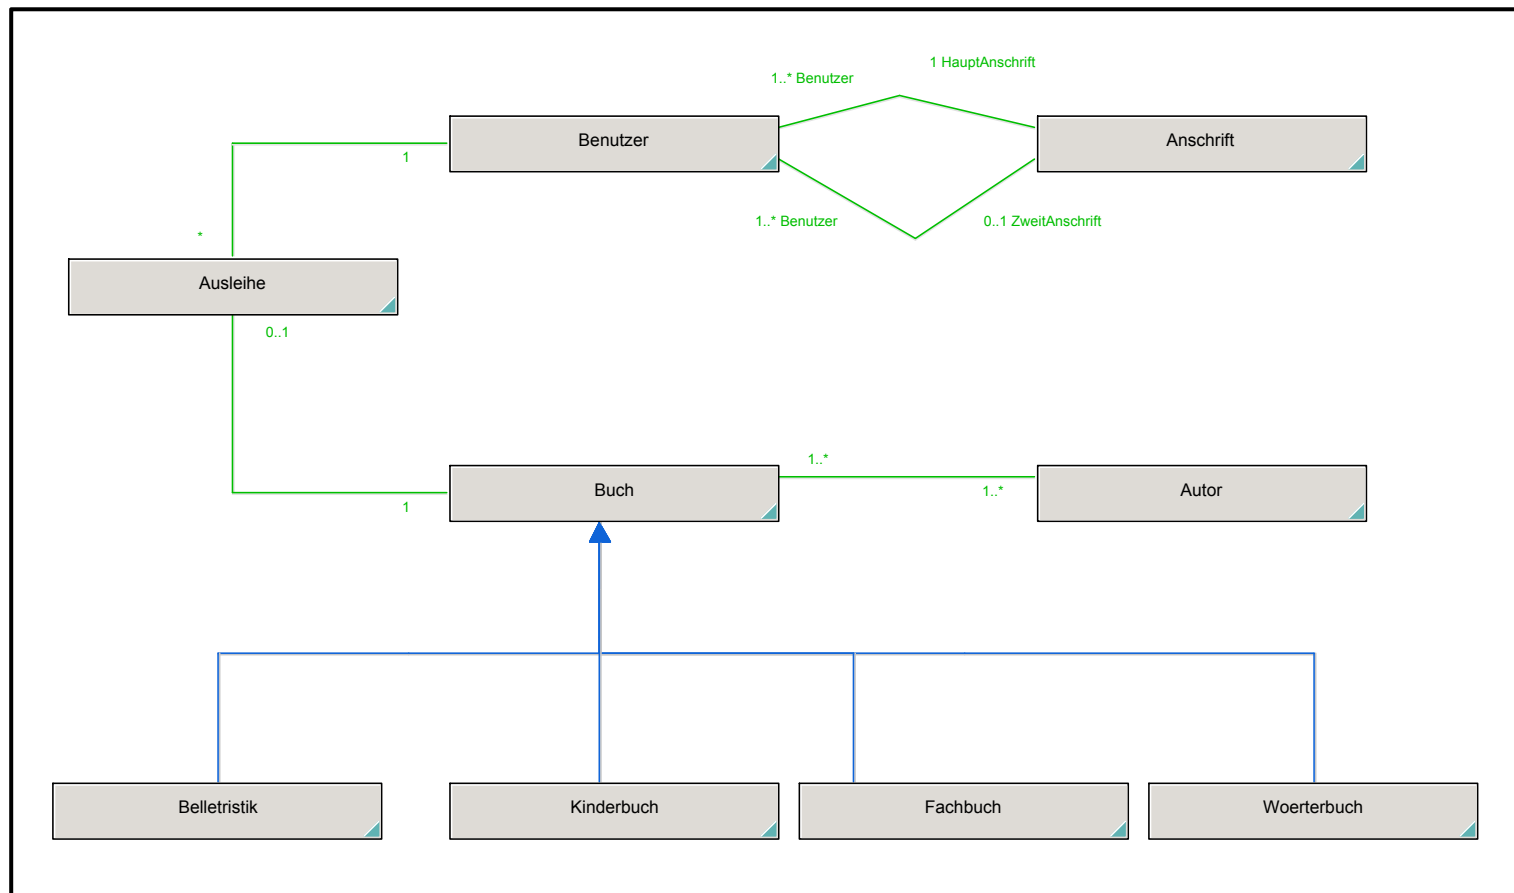 1 HauptAnschrift
1..* Benutzer
Benutzer
Anschrift
1
1..* Benutzer
0..1 ZweitAnschrift
*
Ausleihe
0..1
1..*
Buch
Autor
1..*
1
Belletristik
Kinderbuch
Fachbuch
Woerterbuch